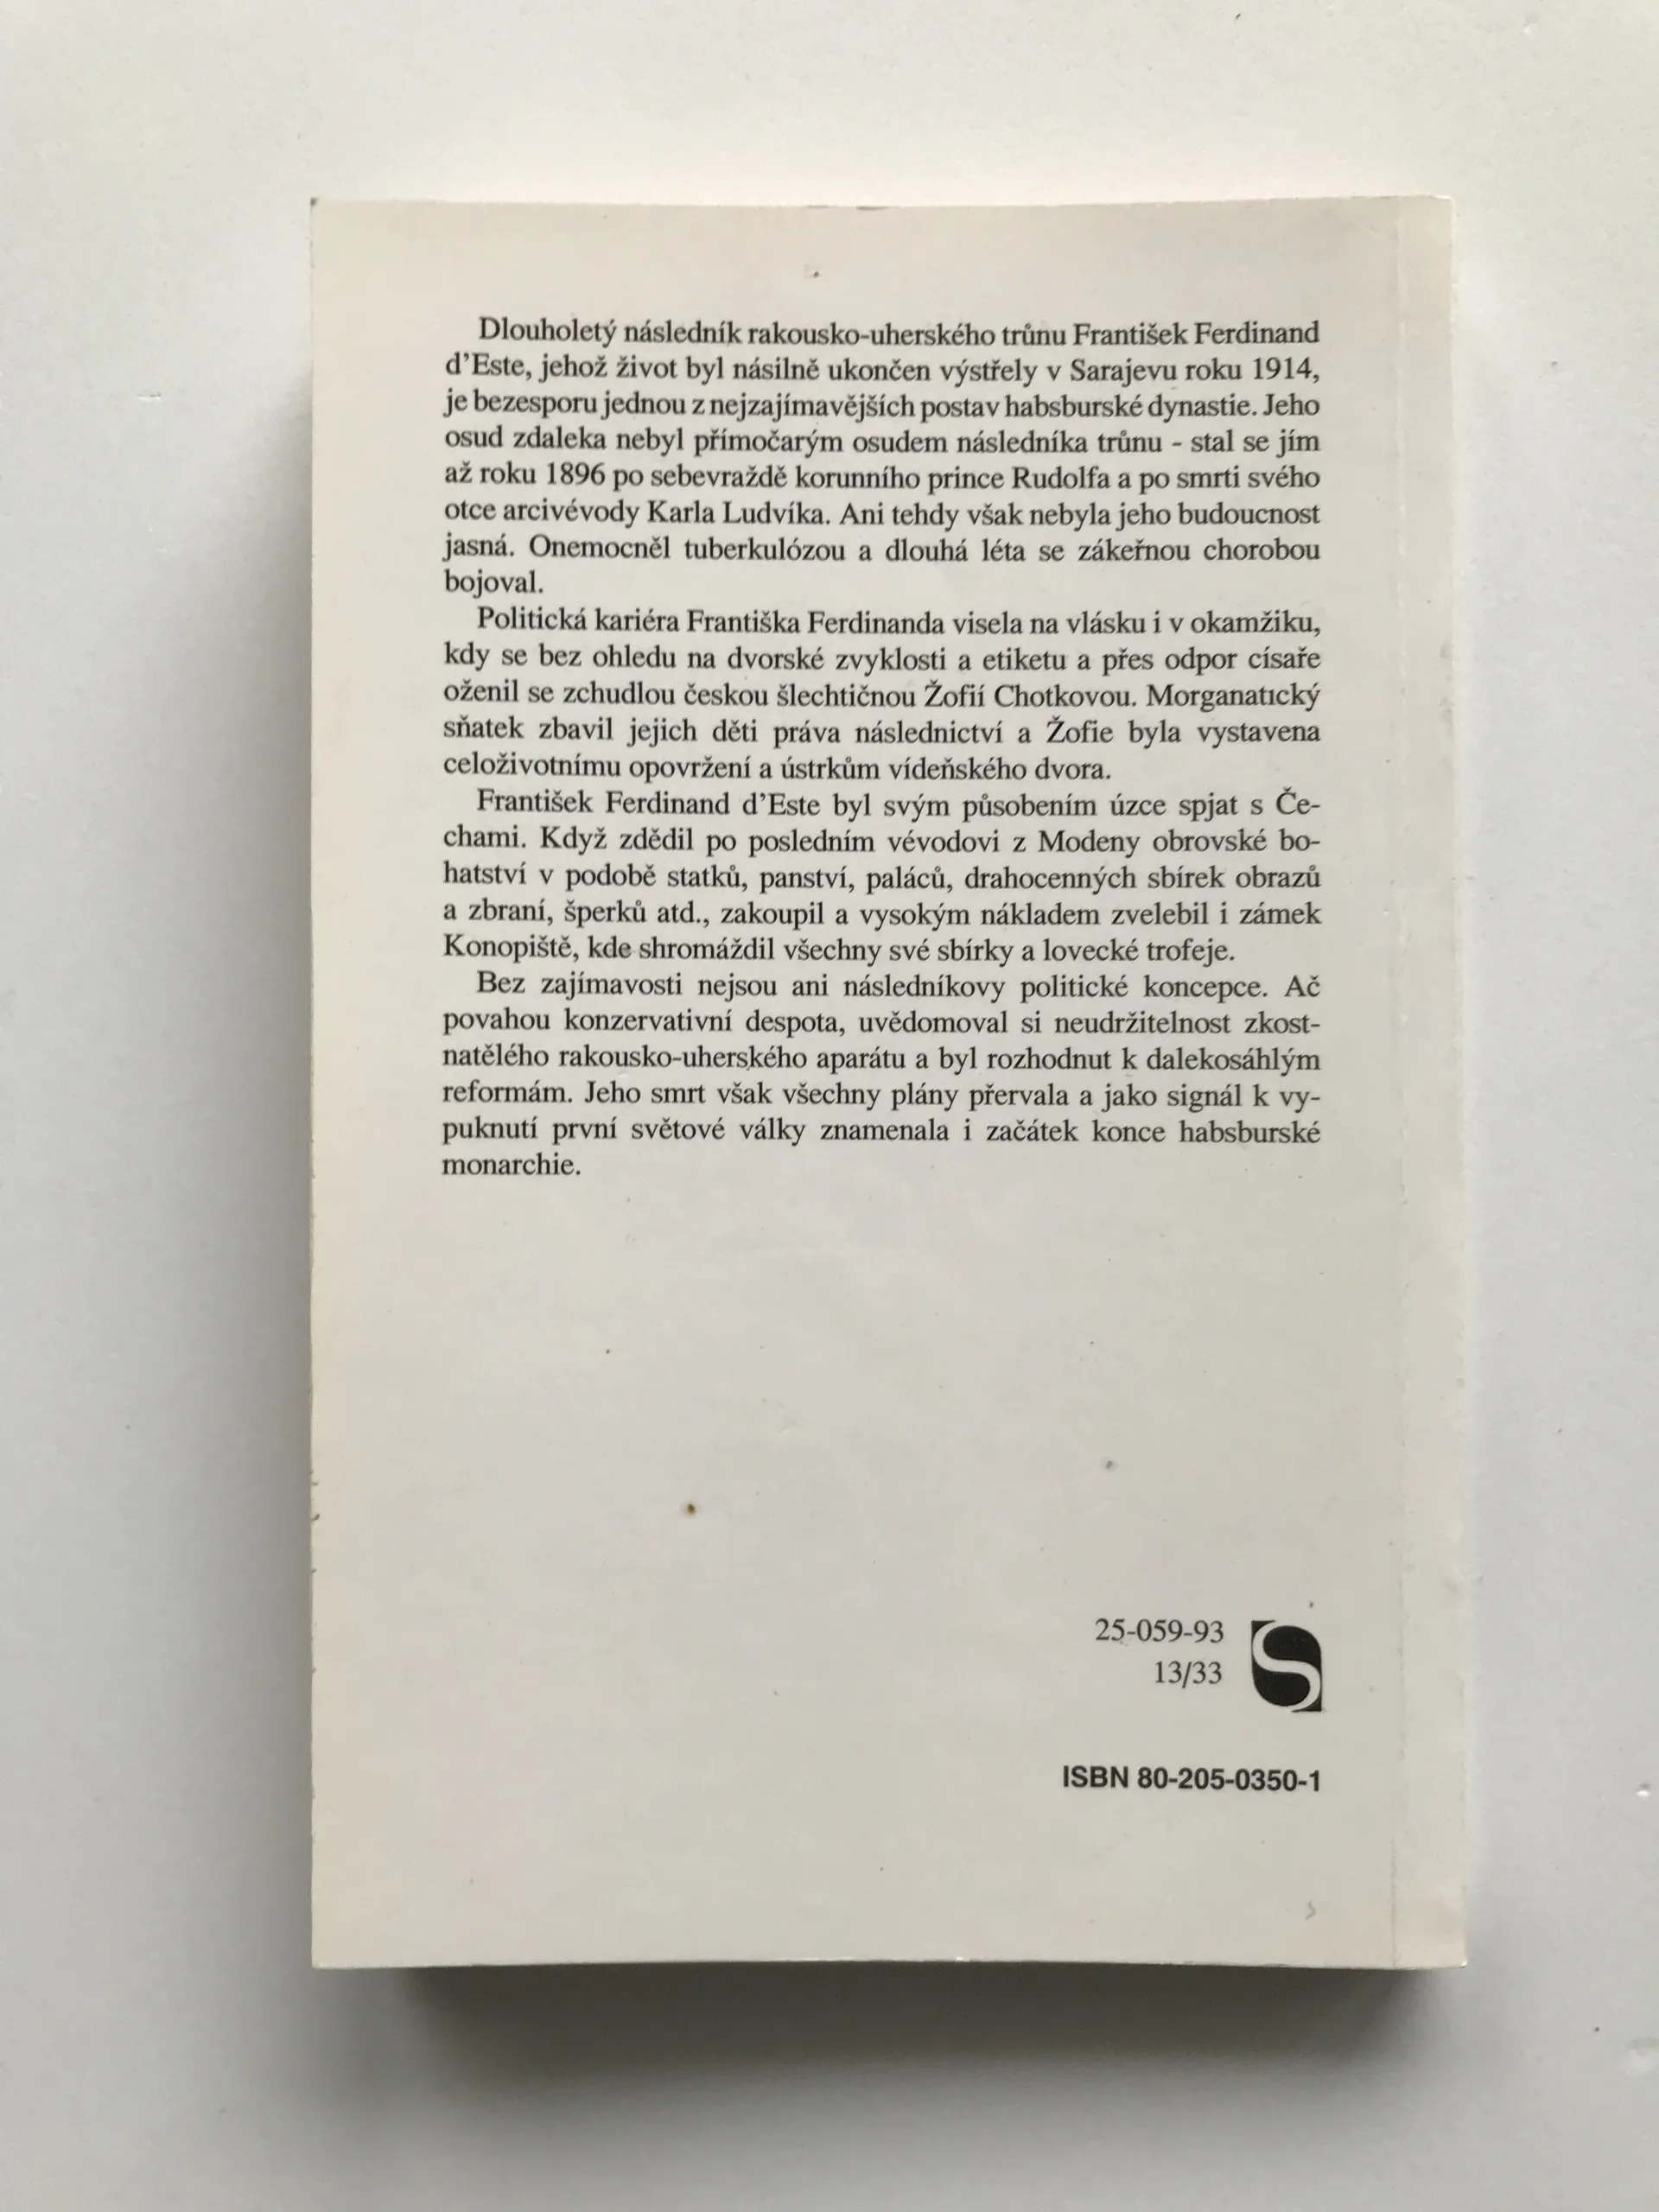 Dlouholetý následník rakousko-uherského trůnu František Ferdinand
d'Este, jehož život byl násilně ukončen výstřely v Sarajevu roku 1914,
je bezesporu jednou z nejzajímavějších postav habsburské dynastie. Jeho
osud zdaleka nebyl přímočarým osudem následníka trůnu - stal se jím
až roku 1896 po sebevraždě korunního prince Rudolfa a po smrti svého
otce arcivévody Karla Ludvíka. Ani tehdy však nebyla jeho budoucnost
jasná. Onemocněl tuberkulózou a dlouhá léta se zákeřnou chorobou
bojoval.
Politická kariéra Františka Ferdinanda visela na vlásku i v okamžiku,
kdy se bez ohledu na dvorské zvyklosti a etiketu a přes odpor císaře
oženil se zchudlou českou šlechtičnou Žofií Chotkovou. Morganatický
sňatek zbavil jejich děti práva následnictví a Žofie byla vystavena
celoživotnímu opovržení a ústrkům vídeňského dvora.
František Ferdinand d'Este byl svým působením úzce spjat s Če-
chami. Když zdědil po posledním vévodovi z Modeny obrovské bo-
hatství v podobě statků, panství, paláců, drahocenných sbírek obrazů
a zbraní, šperků atd., zakoupil a vysokým nákladem zvelebil i zámek
Konopiště, kde shromáždil všechny své sbírky a lovecké trofeje.
Bez zajímavosti nejsou ani následníkovy politické koncepce. Ač
povahou konzervativní despota, uvědomoval si neudržitelnost zkost-
natělého rakousko-uherského aparátu a byl rozhodnut k dalekosáhlým
reformám. Jeho smrt však všechny plány přervala a jako signál k vy-
puknutí první světové války znamenala i začátek konce habsburské
monarchie.
25-059-93
13/33
S
ISBN 80-205-0350-1